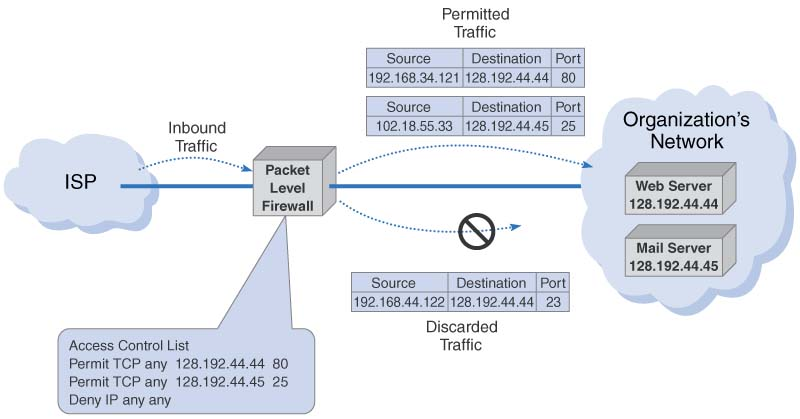 Permitted
Traffic
Source Destination Port
192.168.34.121 128.192.44.44 80
Source Destination Port
102.18.55.33 128.192.44.45 25
Inbound
Traffic
ISP
Packet
Level
Firewall
Organization's
Network
Web Server
128.192.44.44
Mail Server
128.192.44.45
Source Destination Port
192.168.44.122 128.192.44.44 23
Discarded
Traffic
Access Control List
Permit TCP any 128.192.44.44 80
Permit TCP any 128.192.44.45 25
Deny IP any any